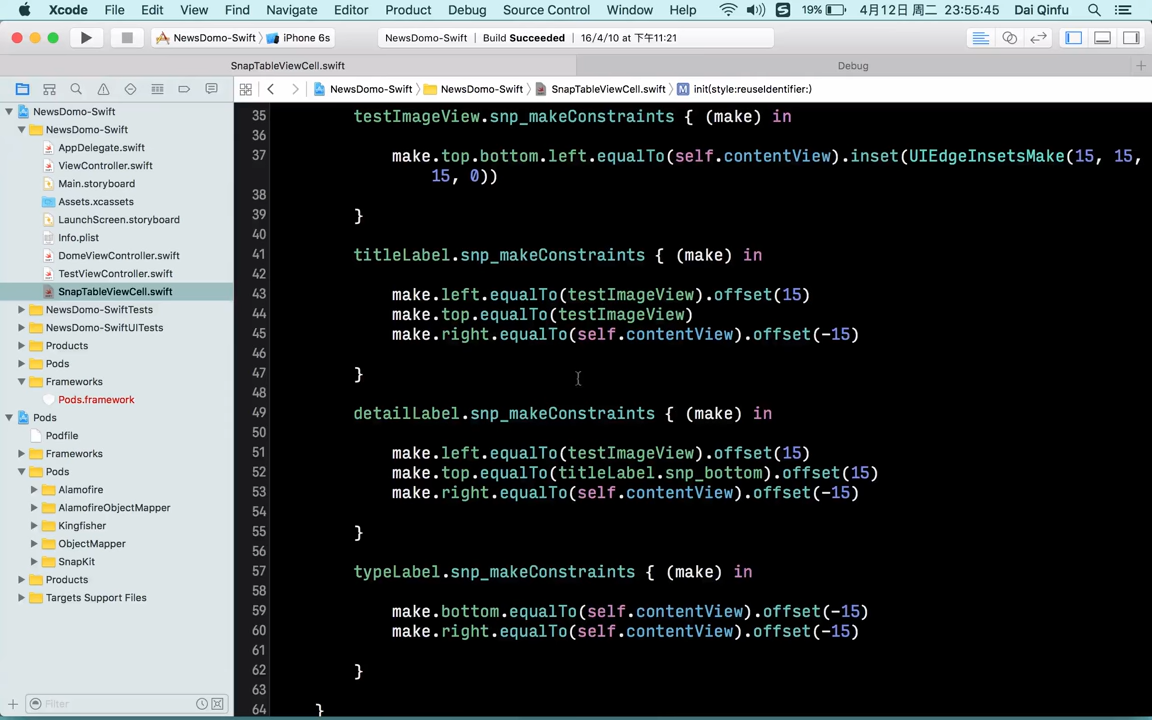 Xcode File Edit View Find Navigate Editor Product Debug Source Control Window Help 19% 4月12日 周二 23:55:45 Dai Qinfu
NewsDomo-Swift iPhone 6s NewsDomo-Swift | Build Succeeded | 16/4/10 at 下午11:21
SnapTableViewCell.swift Debug
NewsDomo-Swift NewsDomo-Swift SnapTableViewCell.swift M init(style:reuseIdentifier:)
NewsDomo-Swift
NewsDomo-Swift
AppDelegate.swift
ViewController.swift
Main.storyboard
Assets.xcassets
LaunchScreen.storyboard
Info.plist
DomeViewController.swift
TestViewController.swift
SnapTableViewCell.swift
NewsDomo-SwiftTests
NewsDomo-SwiftUITests
Products
Pods
Frameworks
Pods.framework
Pods
Podfile
Frameworks
Pods
Alamofire
AlamofireObjectMapper
Kingfisher
ObjectMapper
SnapKit
Products
Targets Support Files
Filter
35 testImageView.snp_makeConstraints { (make) in
36
37 make.top.bottom.left.equalTo(self.contentView).inset(UIEdgeInsetsMake(15, 15,
15, 0))
38
39 }
40
41 titleLabel.snp_makeConstraints { (make) in
42
43 make.left.equalTo(testImageView).offset(15)
44 make.top.equalTo(testImageView)
45 make.right.equalTo(self.contentView).offset(-15)
46
47 }
48
49 detailLabel.snp_makeConstraints { (make) in
50
51 make.left.equalTo(testImageView).offset(15)
52 make.top.equalTo(titleLabel.snp_bottom).offset(15)
53 make.right.equalTo(self.contentView).offset(-15)
54
55 }
56
57 typeLabel.snp_makeConstraints { (make) in
58
59 make.bottom.equalTo(self.contentView).offset(-15)
60 make.right.equalTo(self.contentView).offset(-15)
61
62 }
63
64 }